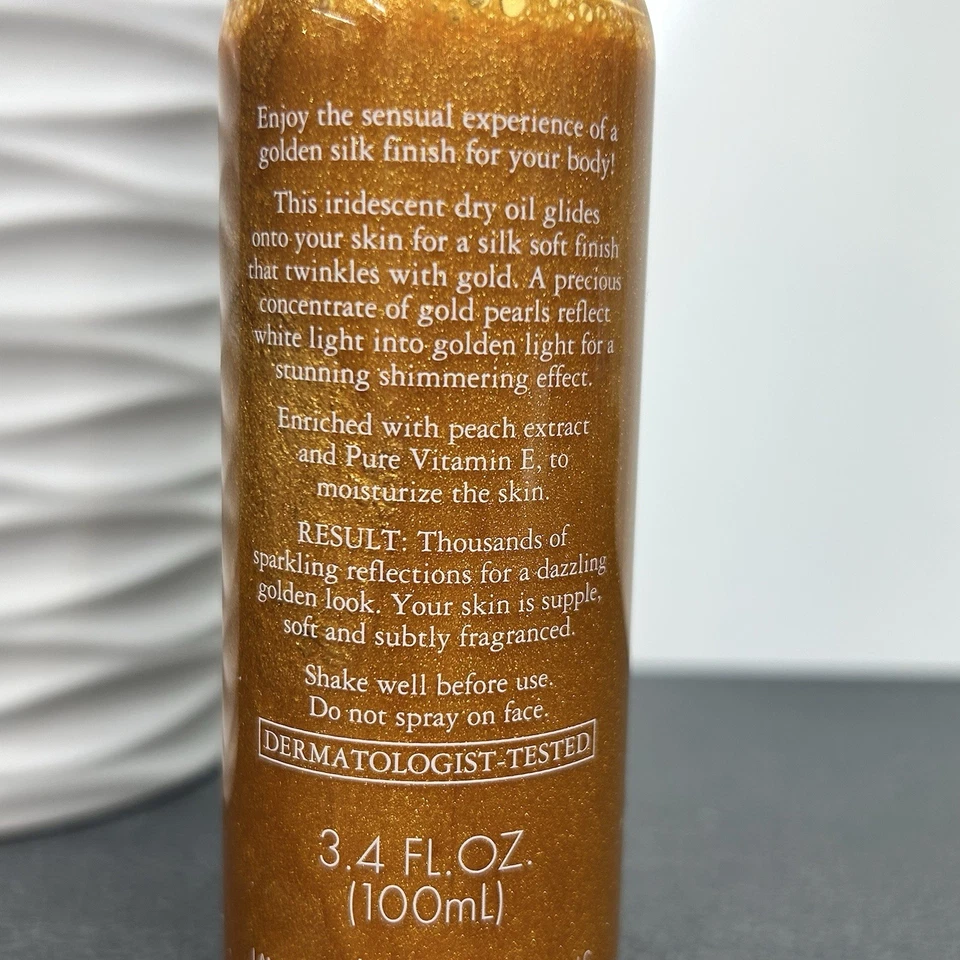 Enjoy the sensual experience of a
golden silk finish for your body!
This iridescent dry oil glides
onto your skin for a silk soft finish
that twinkles with gold. A precious
concentrate of gold pearls reflect
white light into golden light for a
stunning shimmering effect.
Enriched with peach extract
and Pure Vitamin E, to
moisturize the skin.
RESULT: Thousands of
sparkling reflections for a dazzling
golden look. Your skin is supple,
soft and subtly fragranced.
Shake well before use.
Do not spray on face.
DERMATOLOGIST-TESTED
3.4 FL.OZ.
(100mL)